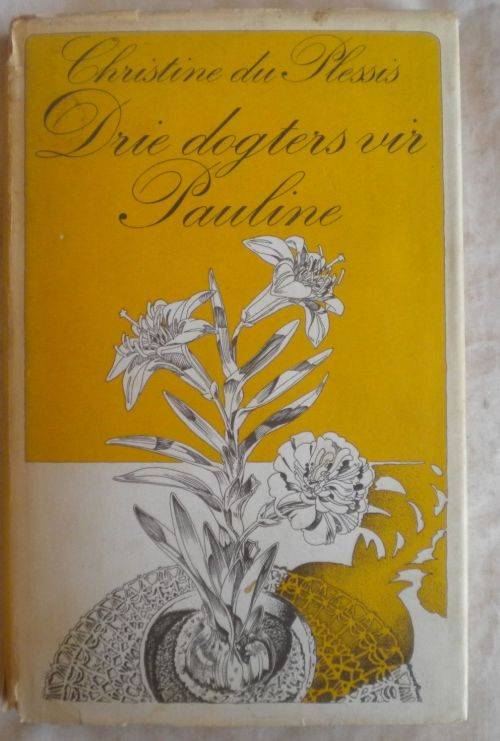 Christine du Plessis
Drie dogters vir
Pauline